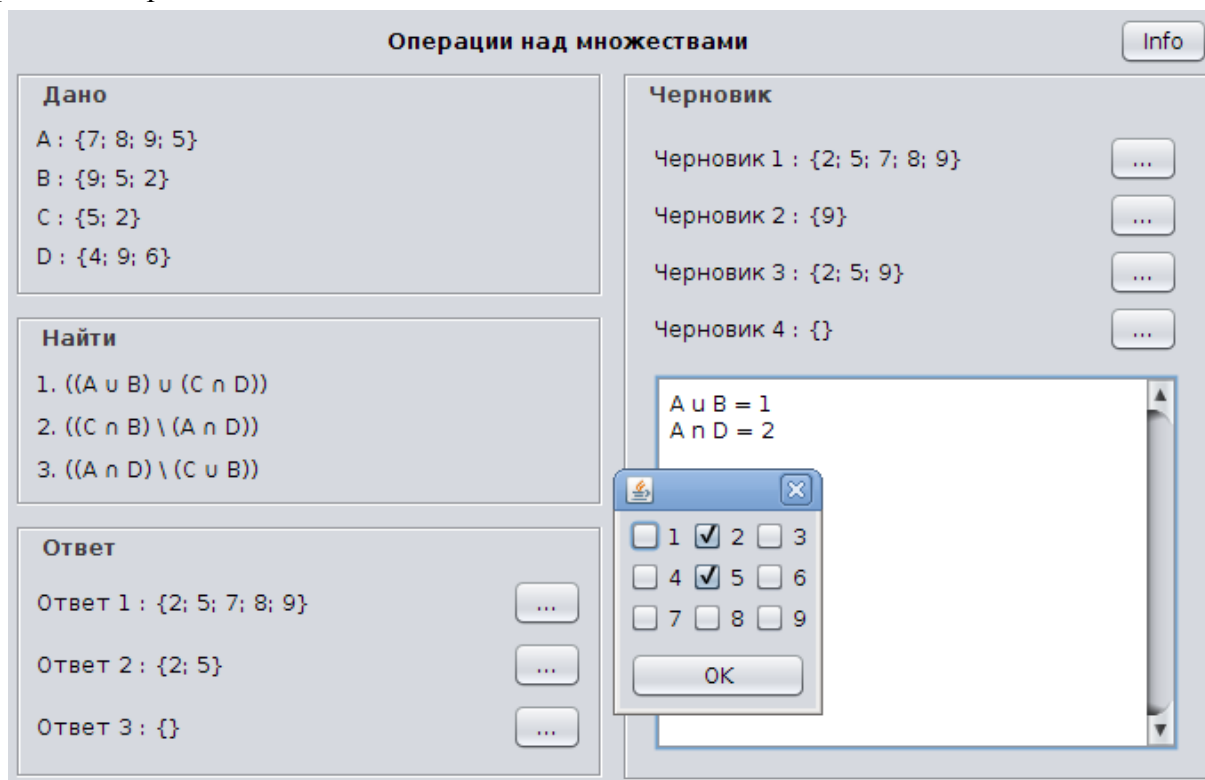 Операции над множествами
Info
Дано
A : {7; 8; 9; 5}
B : {9; 5; 2}
C : {5; 2}
D : {4; 9; 6}
Найти
1. ((A ∪ B) ∪ (C ∩ D))
2. ((C ∩ B) \ (A ∩ D))
3. ((A ∩ D) \ (C ∪ B))
Ответ
Ответ 1 : {2; 5; 7; 8; 9}
...
Ответ 2 : {2; 5}
...
Ответ 3 : {}
...
Черновик
Черновик 1 : {2; 5; 7; 8; 9}
...
Черновик 2 : {9}
...
Черновик 3 : {2; 5; 9}
...
Черновик 4 : {}
...
A ∪ B = 1
A ∩ D = 2
1 2 3
4 5 6
7 8 9
OK